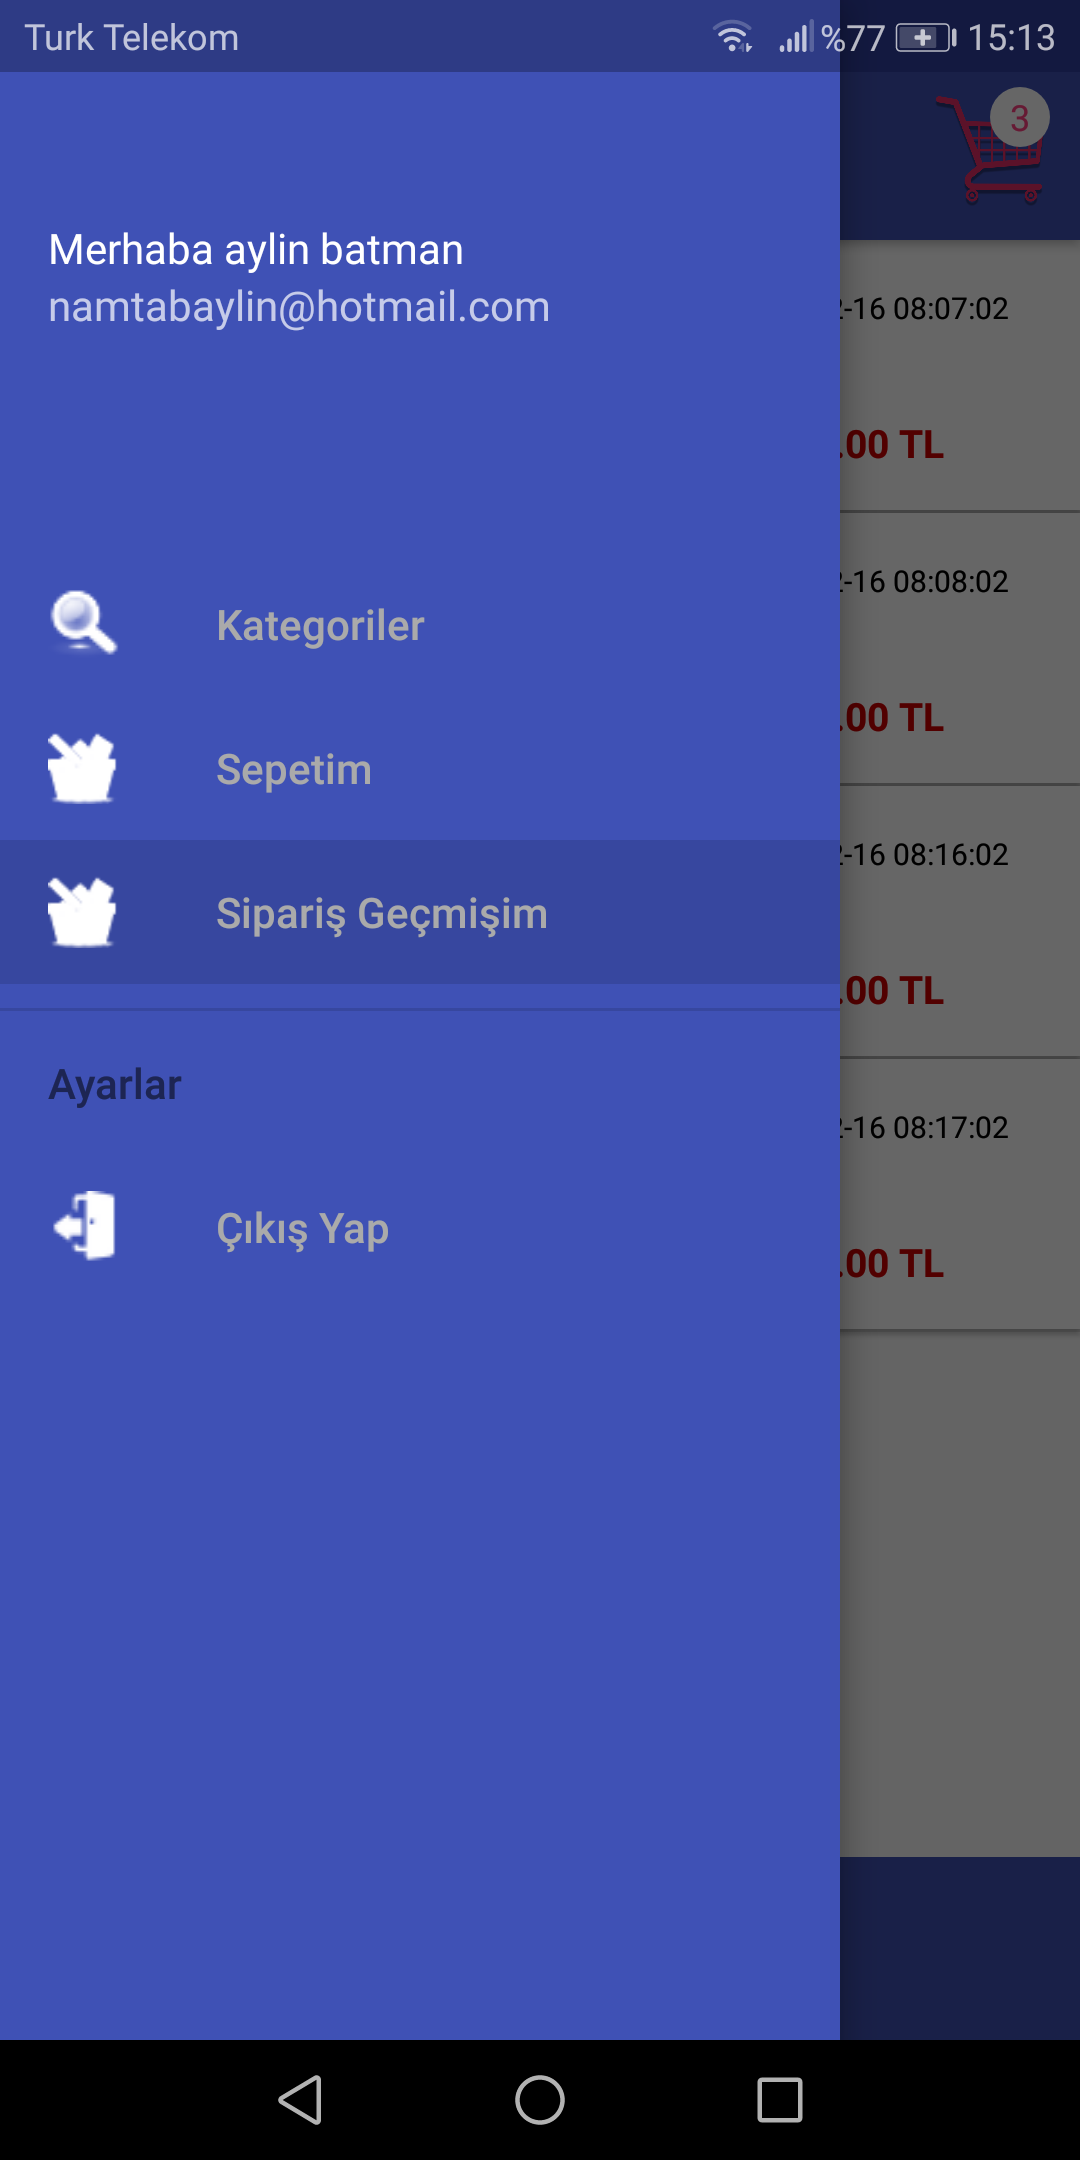 Turk Telekom %77 15:13
3
Merhaba aylin batman
namtabaylin@hotmail.com
-16 08:07:02
.00 TL
-16 08:08:02
.00 TL
Kategoriler
Sepetim
-16 08:16:02
Sipariş Geçmişim
.00 TL
Ayarlar
-16 08:17:02
Çıkış Yap
.00 TL